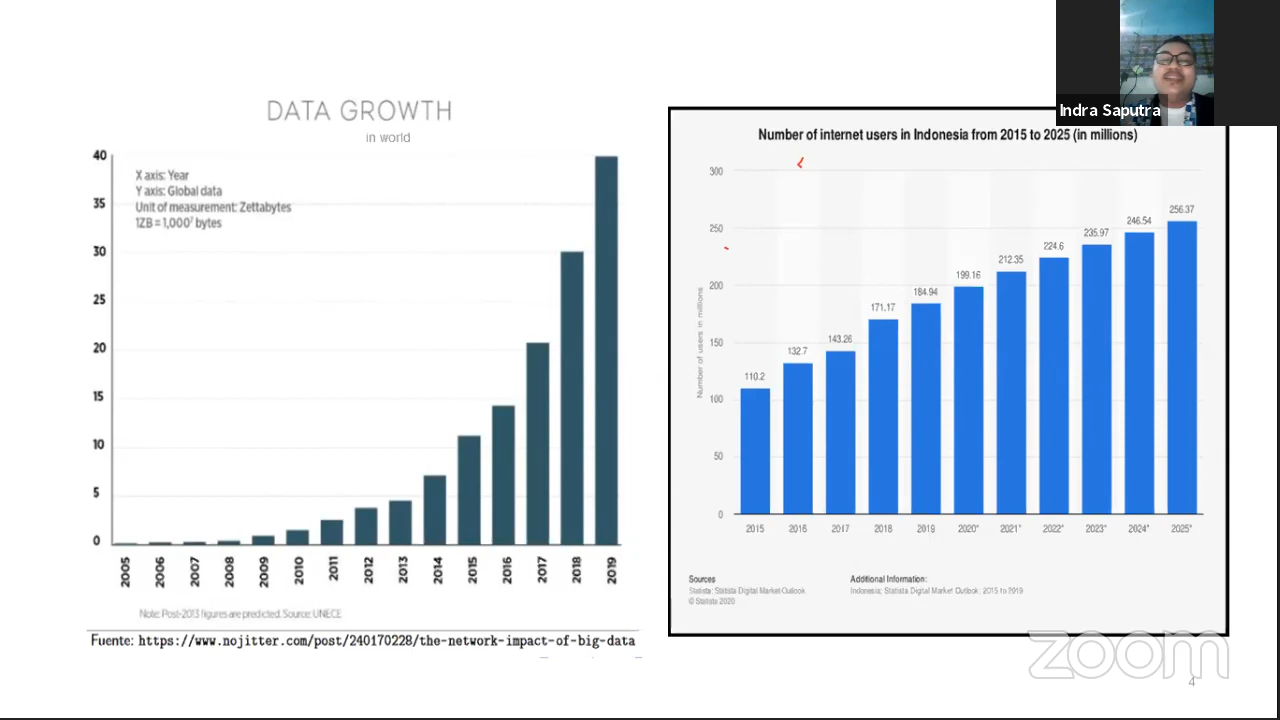 Indra Saputra
DATA GROWTH
in world
X axis: Year
Y axis: Global data
Unit of measurement: Zettabytes
1ZB = 1,000⁷ bytes
40
35
30
25
20
15
10
5
0
2005 2006 2007 2008 2009 2010 2011 2012 2013 2014 2015 2016 2017 2018 2019
Note: Post-2013 figures are predicted. Source: UNECE
Fuente: https://www.nojitter.com/post/240170228/the-network-impact-of-big-data
Number of internet users in Indonesia from 2015 to 2025 (in millions)
Number of users in millions
300
250
200
150
100
50
0
110.2 132.7 143.26 171.17 184.94 199.16 212.35 224.6 235.97 246.54 256.37
2015 2016 2017 2018 2019 2020* 2021* 2022* 2023* 2024* 2025*
Sources
Statista; Statista Digital Market Outlook
© Statista 2020
Additional Information:
Indonesia; Statista Digital Market Outlook; 2015 to 2019
zoom
4